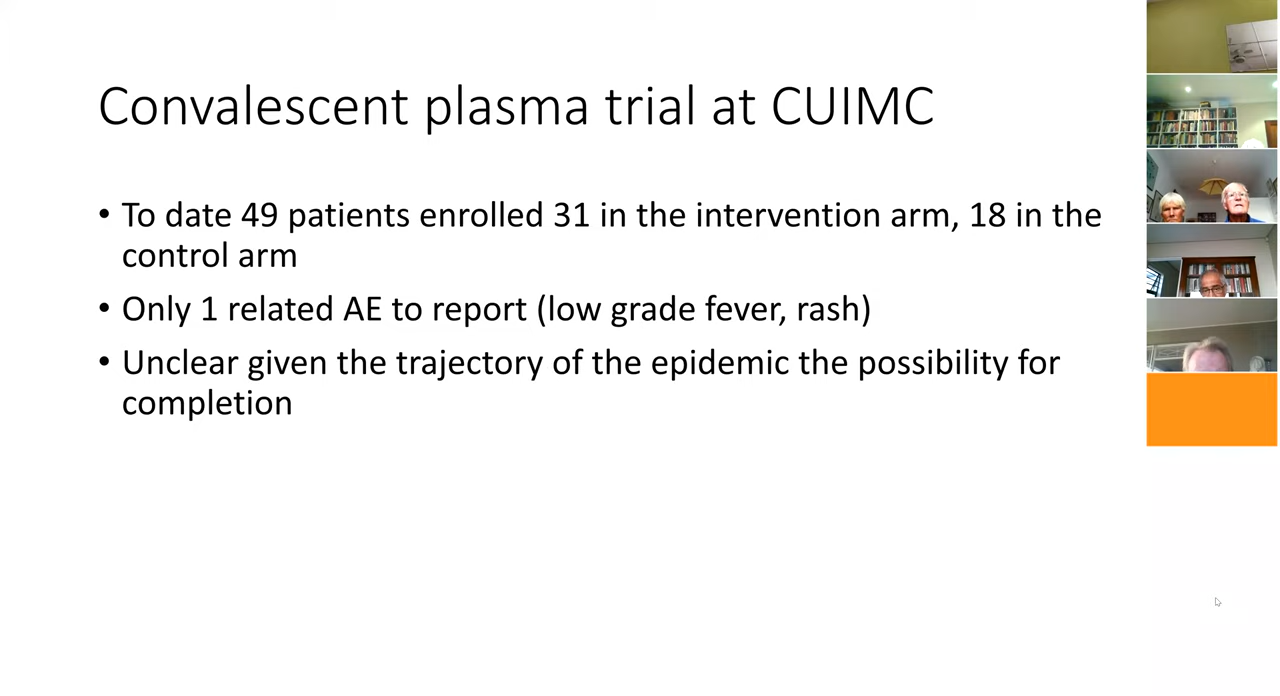 Convalescent plasma trial at CUIMC
• To date 49 patients enrolled 31 in the intervention arm, 18 in the
control arm
• Only 1 related AE to report (low grade fever, rash)
• Unclear given the trajectory of the epidemic the possibility for
completion